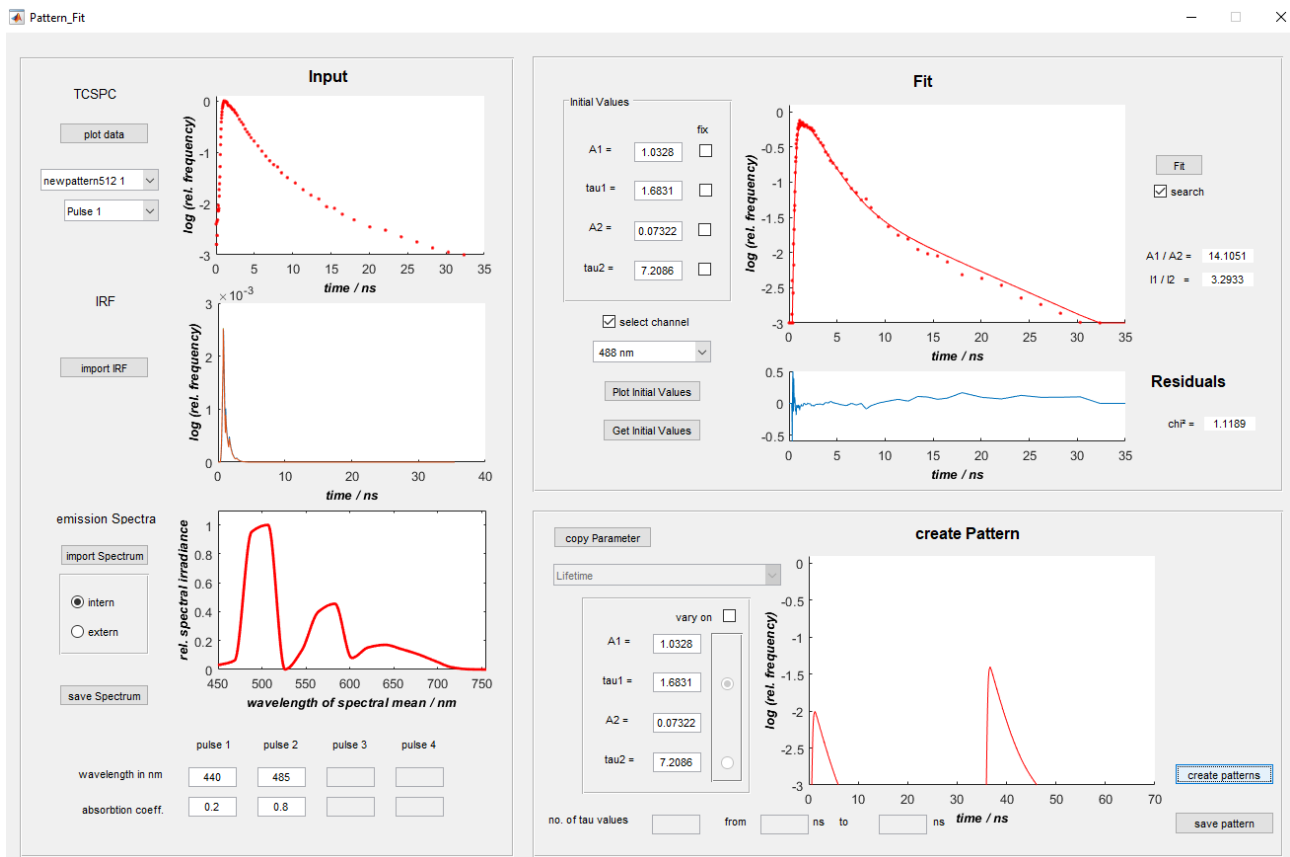 Pattern_Fit
Input
TCSPC
plot data
newpattern512 1
Pulse 1
log (rel. frequency)
0
-1
-2
-3
0 5 10 15 20 25 30 35
time / ns
IRF
import IRF
× 10-3
log (rel. frequency)
3
2
1
0
0 10 20 30 40
time / ns
emission Spectra
import Spectrum
intern
extern
save Spectrum
rel. spectral irradiance
1
0.8
0.6
0.4
0.2
0
450 500 550 600 650 700 750
wavelength of spectral mean / nm
pulse 1 pulse 2 pulse 3 pulse 4
wavelength in nm 440 485
absorbtion coeff. 0.2 0.8
Fit
Initial Values
fix
A1 = 1.0328
tau1 = 1.6831
A2 = 0.07322
tau2 = 7.2086
select channel
488 nm
Plot Initial Values
Get Initial Values
log (rel. frequency)
0
-0.5
-1
-1.5
-2
-2.5
-3
0 5 10 15 20 25 30 35
time / ns
Fit
search
A1 / A2 = 14.1051
I1 / I2 = 3.2933
0.5
0
-0.5
0 5 10 15 20 25 30 35
time / ns
Residuals
chi² = 1.1189
create Pattern
copy Parameter
Lifetime
vary on
A1 = 1.0328
tau1 = 1.6831
A2 = 0.07322
tau2 = 7.2086
no. of tau values from ns to ns
log (rel. frequency)
0
-0.5
-1
-1.5
-2
-2.5
-3
0 10 20 30 40 50 60 70
time / ns
create patterns
save pattern